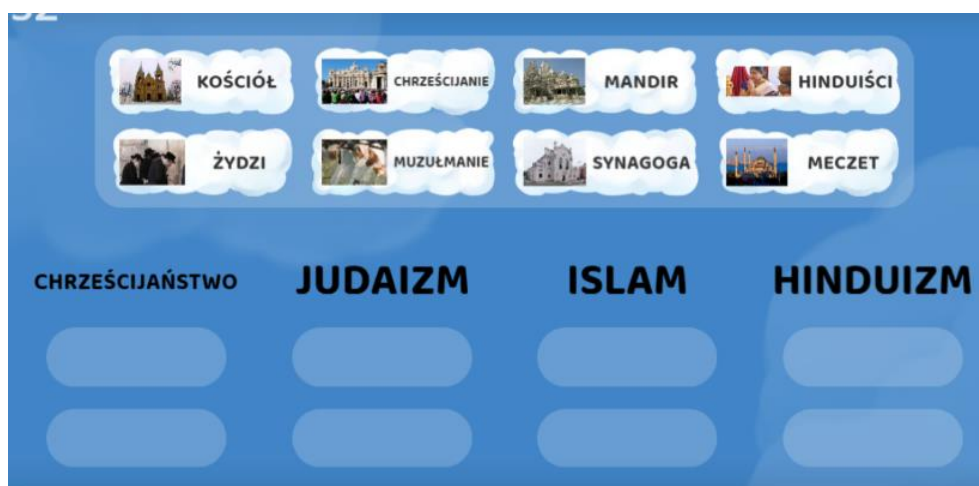 KOŚCIÓŁ CHRZEŚCIJANIE MANDIR HINDUIŚCI
ŻYDZI MUZUŁMANIE SYNAGOGA MECZET
CHRZEŚCIJAŃSTWO JUDAIZM ISLAM HINDUIZM